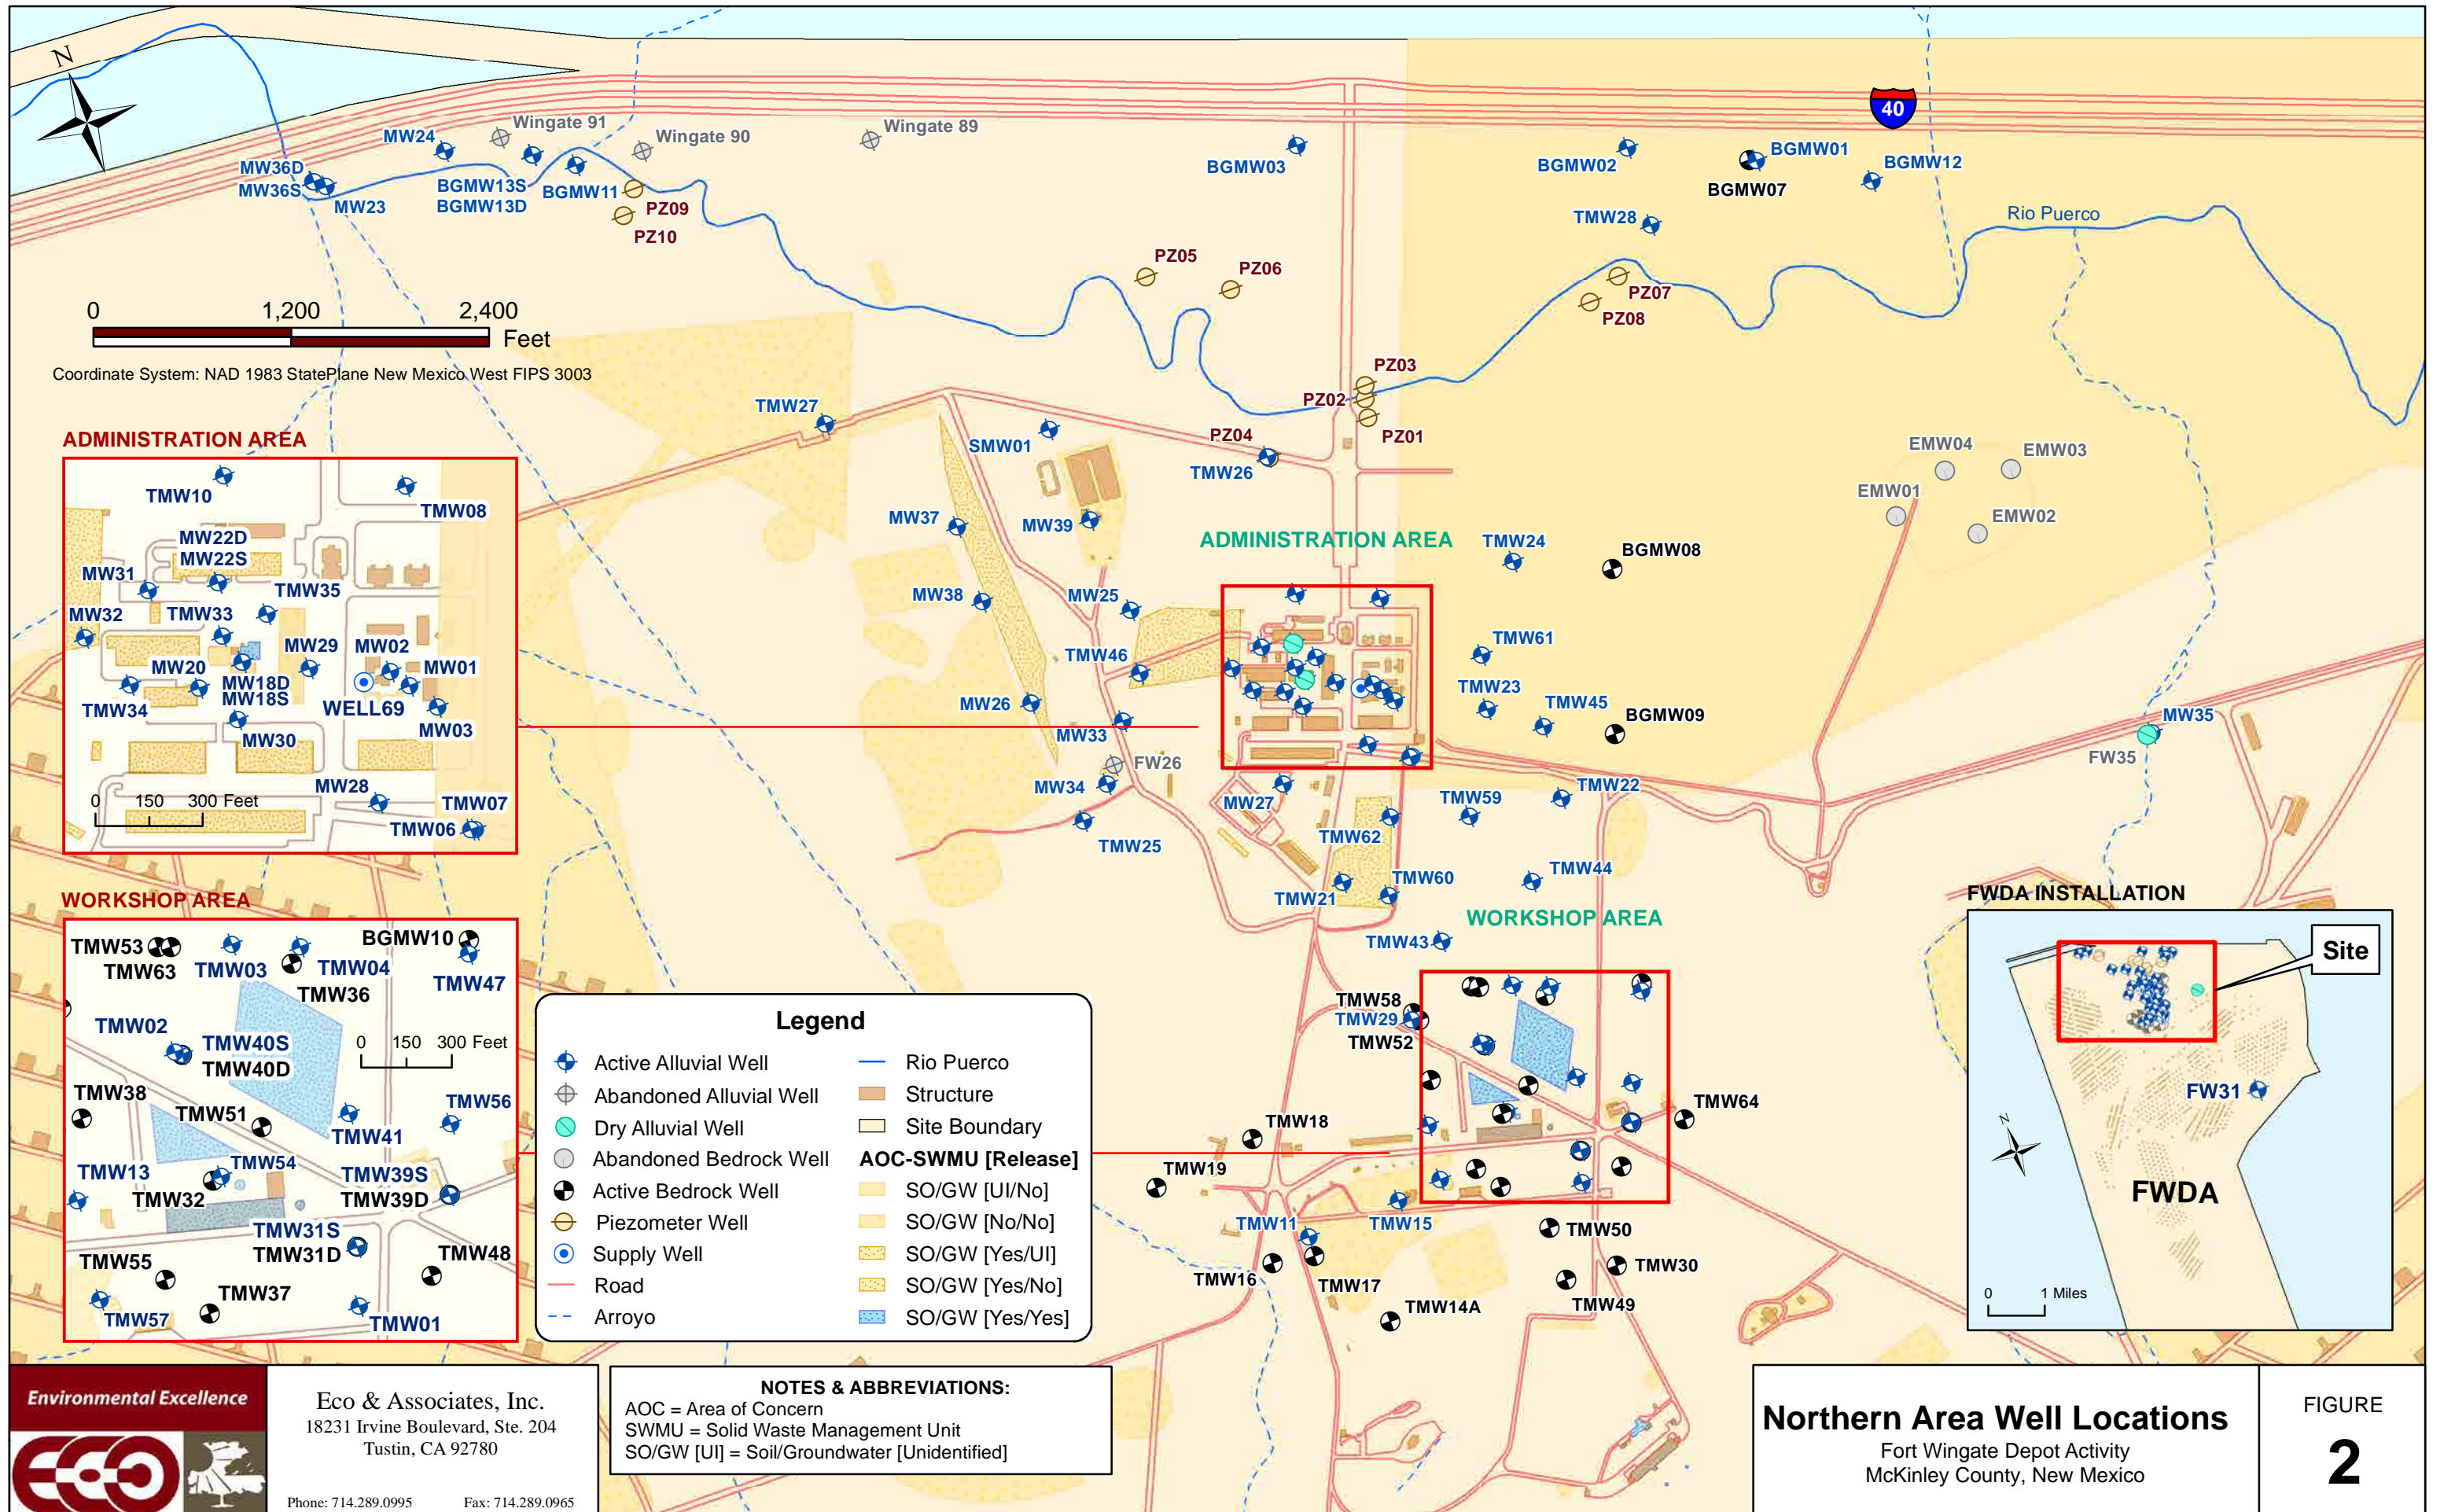 N
MW24
Wingate 91
Wingate 90
Wingate 89
BGMW03
BGMW02
BGMW01
BGMW07
BGMW12
40
MW36D
MW36S
MW23
BGMW13S
BGMW13D
BGMW11
PZ09
PZ10
TMW28
Rio Puerco
PZ05
PZ06
PZ07
PZ08
0 1,200 2,400
Feet
Coordinate System: NAD 1983 StatePlane New Mexico West FIPS 3003
PZ03
PZ02
PZ01
PZ04
TMW26
TMW27
SMW01
MW37
MW39
MW38
MW25
TMW46
MW26
MW33
FW26
MW34
TMW25
ADMINISTRATION AREA
TMW24
BGMW08
TMW61
TMW23
TMW45
BGMW09
EMW04
EMW03
EMW01
EMW02
MW35
FW35
MW27
TMW59
TMW22
TMW62
TMW44
TMW60
TMW21
WORKSHOP AREA
TMW43
TMW58
TMW29
TMW52
TMW64
TMW18
TMW19
TMW11
TMW15
TMW16
TMW17
TMW14A
TMW50
TMW30
TMW49
ADMINISTRATION AREA
TMW10
TMW08
MW22D
MW22S
MW31
TMW35
MW32
TMW33
MW29
MW02
MW20
MW01
MW18D
MW18S
TMW34
WELL69
MW03
MW30
MW28
TMW07
TMW06
0 150 300 Feet
WORKSHOP AREA
TMW53
TMW63
TMW03
TMW04
TMW36
BGMW10
TMW47
TMW02
TMW40S
TMW40D
0 150 300 Feet
TMW38
TMW51
TMW41
TMW56
TMW13
TMW54
TMW32
TMW39S
TMW39D
TMW31S
TMW31D
TMW55
TMW48
TMW37
TMW57
TMW01
Legend
Active Alluvial Well
Abandoned Alluvial Well
Dry Alluvial Well
Abandoned Bedrock Well
Active Bedrock Well
Piezometer Well
Supply Well
Road
Arroyo
Rio Puerco
Structure
Site Boundary
AOC-SWMU [Release]
SO/GW [UI/No]
SO/GW [No/No]
SO/GW [Yes/UI]
SO/GW [Yes/No]
SO/GW [Yes/Yes]
FWDA INSTALLATION
Site
FW31
N
FWDA
0 1 Miles
Environmental Excellence
eco
Eco & Associates, Inc.
18231 Irvine Boulevard, Ste. 204
Tustin, CA 92780
Phone: 714.289.0995 Fax: 714.289.0965
NOTES & ABBREVIATIONS:
AOC = Area of Concern
SWMU = Solid Waste Management Unit
SO/GW [UI] = Soil/Groundwater [Unidentified]
Northern Area Well Locations
Fort Wingate Depot Activity
McKinley County, New Mexico
FIGURE
2